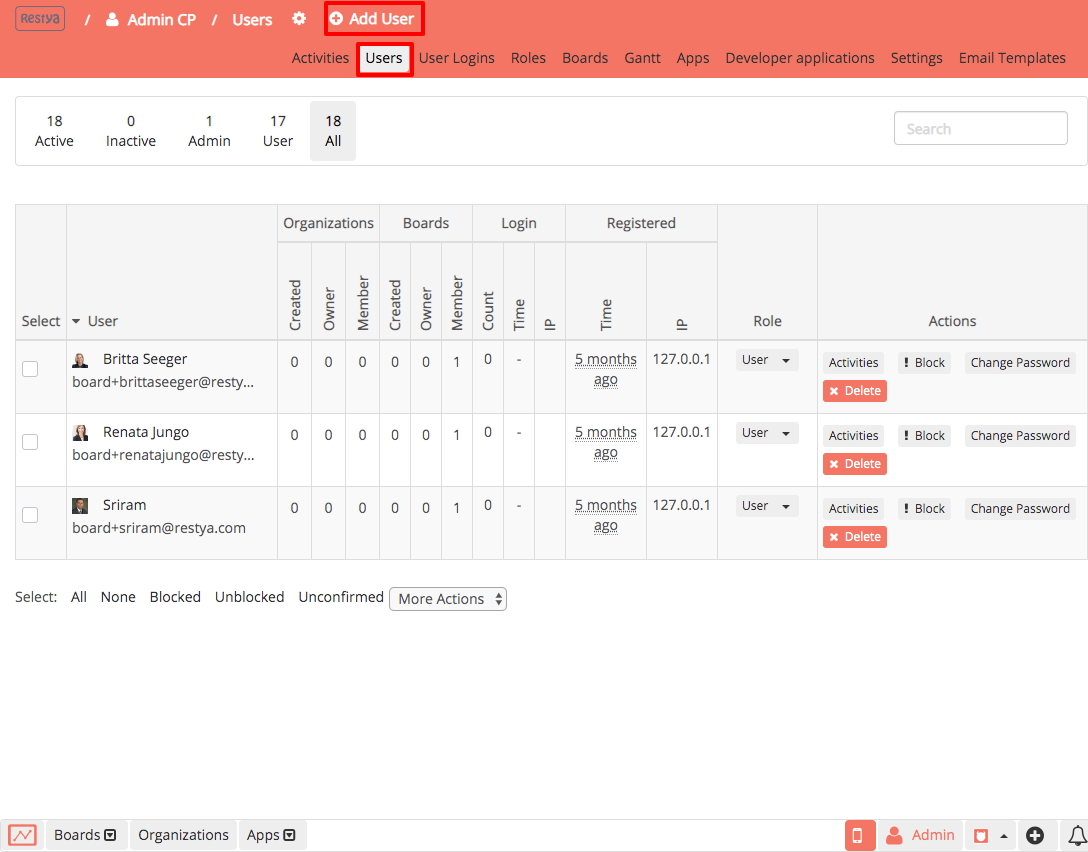 Restya / Admin CP / Users Add User
Activities Users User Logins Roles Boards Gantt Apps Developer applications Settings Email Templates
18 0 1 17 18
Active Inactive Admin User All
Search
Organizations Boards Login Registered
Select User Created Owner Member Created Owner Member Count Time IP Time IP Role Actions
Britta Seeger 0 0 0 0 0 1 0 - 5 months 127.0.0.1 User Activities ! Block Change Password
board+brittaseeger@resty... ago Delete
Renata Jungo 0 0 0 0 0 1 0 - 5 months 127.0.0.1 User Activities ! Block Change Password
board+renatajungo@resty... ago Delete
Sriram 0 0 0 0 0 1 0 - 5 months 127.0.0.1 User Activities ! Block Change Password
board+sriram@restya.com ago Delete
Select: All None Blocked Unblocked Unconfirmed More Actions
Boards Organizations Apps Admin